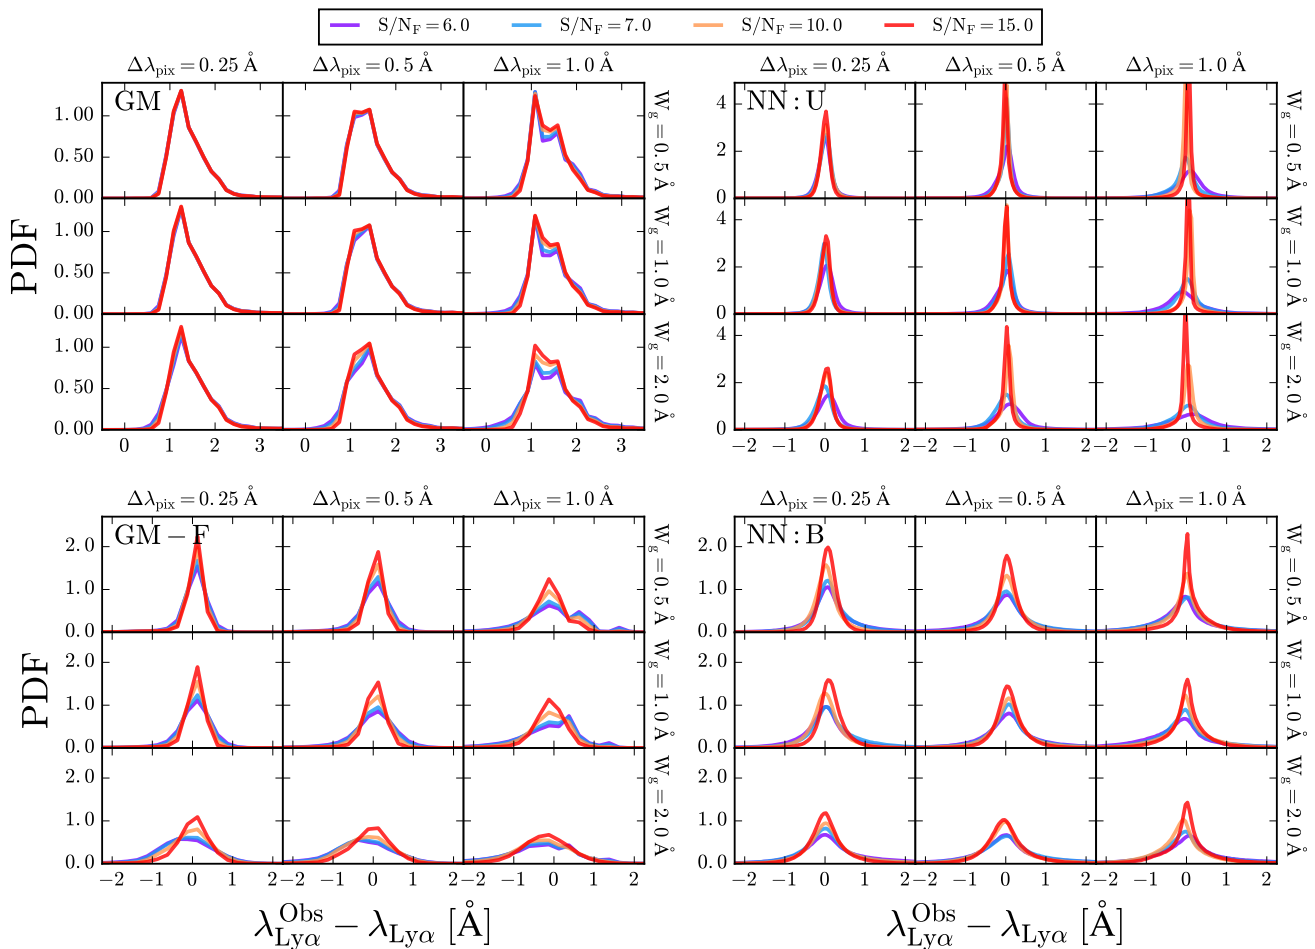 S/N_F = 6.0 S/N_F = 7.0 S/N_F = 10.0 S/N_F = 15.0
Δλ_pix = 0.25 Å Δλ_pix = 0.5 Å Δλ_pix = 1.0 Å
GM
1.00
0.50
0.00
W_g = 0.5 Å
1.00
0.50
0.00
W_g = 1.0 Å
1.00
0.50
0.00
W_g = 2.0 Å
PDF
0 1 2 3 0 1 2 3 0 1 2 3
Δλ_pix = 0.25 Å Δλ_pix = 0.5 Å Δλ_pix = 1.0 Å
NN : U
4
2
0
W_g = 0.5 Å
4
2
0
W_g = 1.0 Å
4
2
0
W_g = 2.0 Å
−2 −1 0 1 2 −1 0 1 2 −1 0 1 2
Δλ_pix = 0.25 Å Δλ_pix = 0.5 Å Δλ_pix = 1.0 Å
GM − F
2.0
1.0
0.0
W_g = 0.5 Å
2.0
1.0
0.0
W_g = 1.0 Å
2.0
1.0
0.0
W_g = 2.0 Å
PDF
−2 −1 0 1 −2 −1 0 1 −2 −1 0 1 2
λ^Obs_Lyα − λ_Lyα [Å]
Δλ_pix = 0.25 Å Δλ_pix = 0.5 Å Δλ_pix = 1.0 Å
NN : B
2.0
1.0
0.0
W_g = 0.5 Å
2.0
1.0
0.0
W_g = 1.0 Å
2.0
1.0
0.0
W_g = 2.0 Å
−2 −1 0 1 2 −1 0 1 2 −1 0 1 2
λ^Obs_Lyα − λ_Lyα [Å]